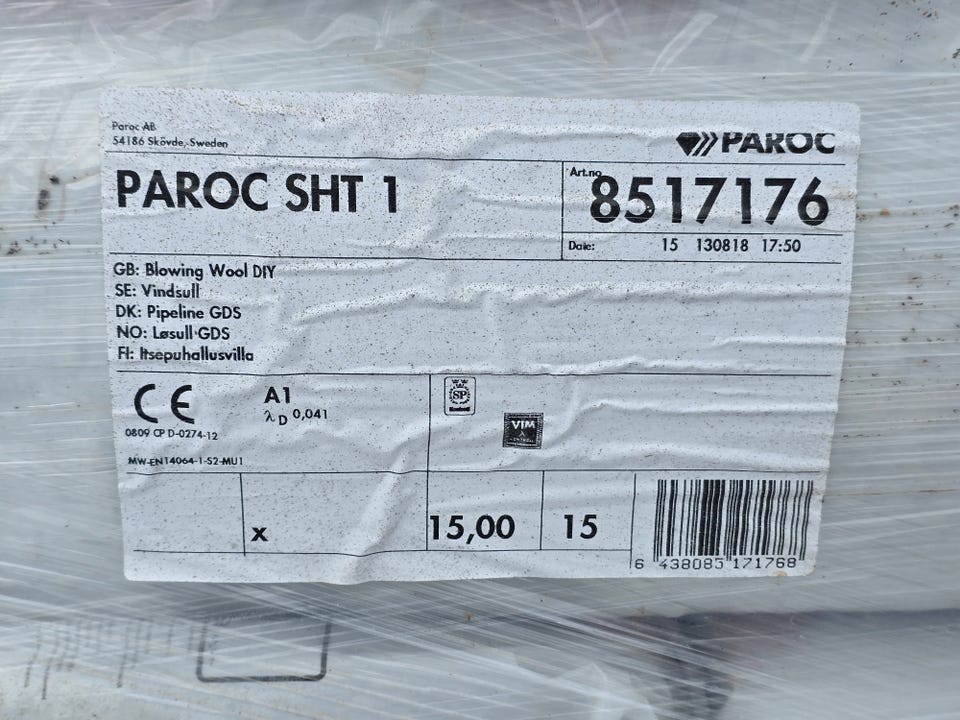 Paroc AB
54186 Skövde, Sweden
PAROC
PAROC SHT 1
Art.no
8517176
Date: 15 130818 17:50
GB: Blowing Wool DIY
SE: Vindsull
DK: Pipeline GDS
NO: Løsull GDS
FI: Itsepuhallusvilla
CE
0809 CPD-0274-12
MW-EN14064-1-S2-MU1
A1
λD 0,041
SP
VIM
x
15,00
15
6 438085 171768